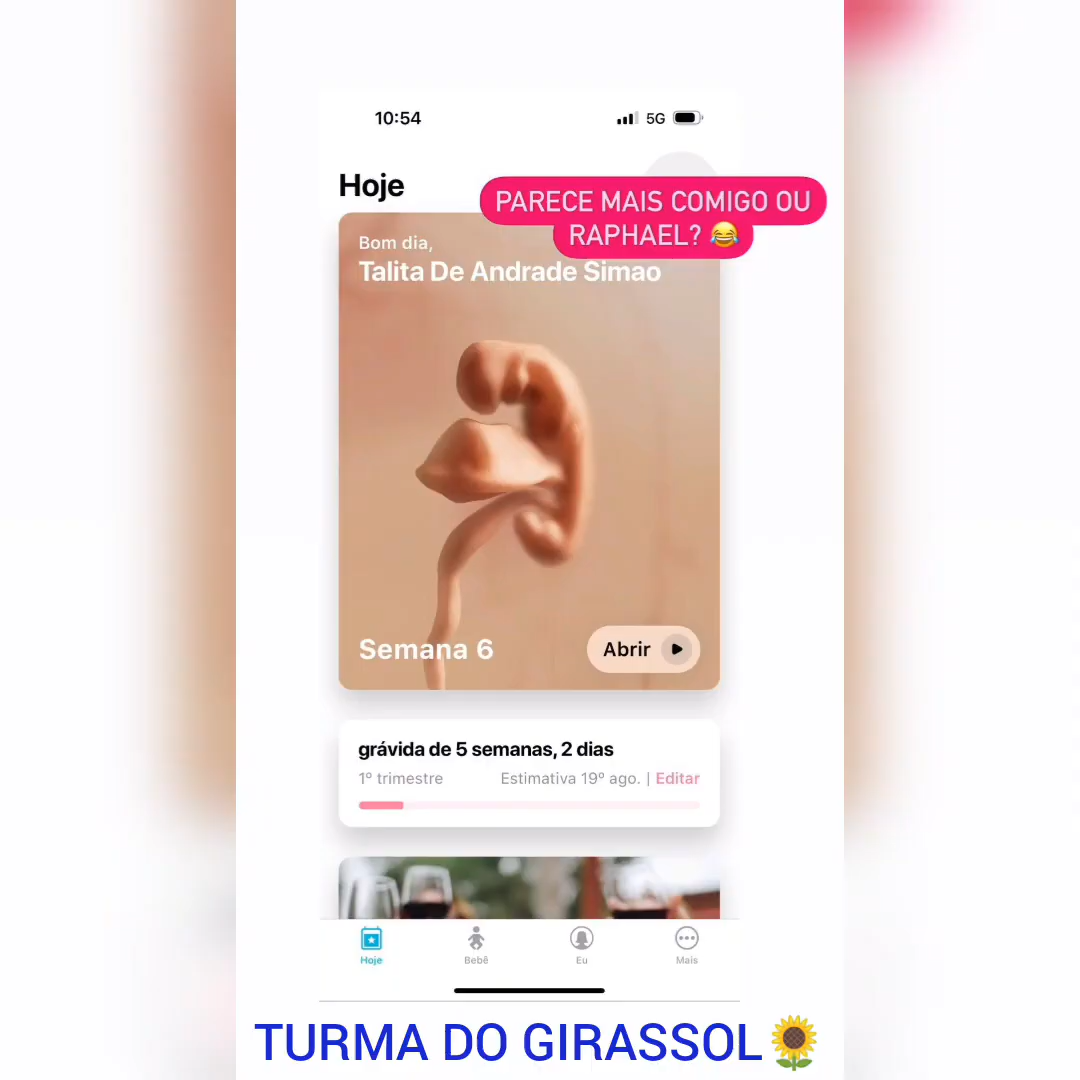 10:54
5G
Hoje
PARECE MAIS COMIGO OU
RAPHAEL? 😂
Bom dia,
Talita De Andrade Simao
Semana 6
Abrir
grávida de 5 semanas, 2 dias
1º trimestre
Estimativa 19º ago. | Editar
Hoje
Bebê
Eu
Mais
TURMA DO GIRASSOL🌻